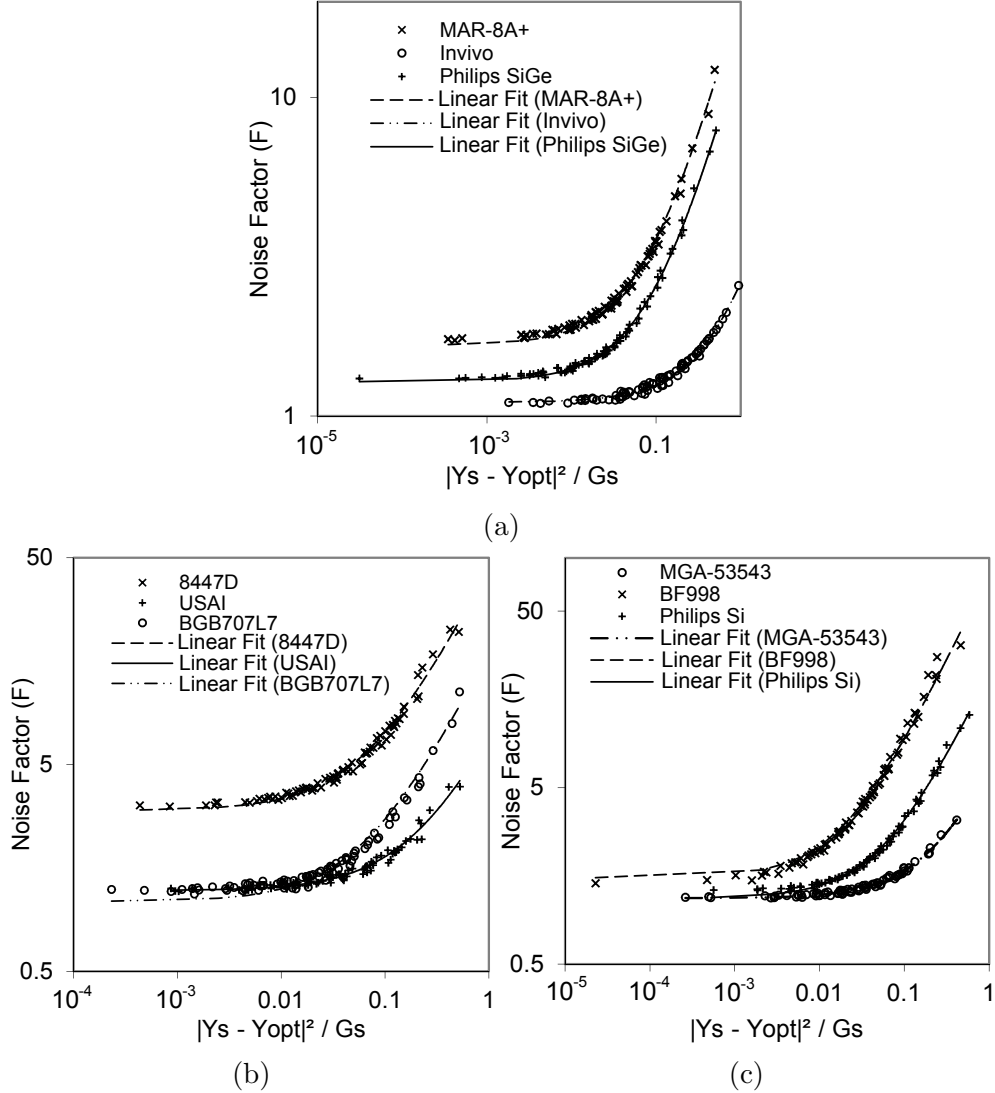 MAR-8A+
Invivo
Philips SiGe
Linear Fit (MAR-8A+)
Linear Fit (Invivo)
Linear Fit (Philips SiGe)
Noise Factor (F)
10
1
10⁻⁵
10⁻³
0.1
|Ys - Yopt|² / Gs
(a)
8447D
USAI
BGB707L7
Linear Fit (8447D)
Linear Fit (USAI)
Linear Fit (BGB707L7)
Noise Factor (F)
50
5
0.5
10⁻⁴
10⁻³
0.01
0.1
1
|Ys - Yopt|² / Gs
(b)
MGA-53543
BF998
Philips Si
Linear Fit (MGA-53543)
Linear Fit (BF998)
Linear Fit (Philips Si)
Noise Factor (F)
50
5
0.5
10⁻⁵
10⁻⁴
10⁻³
0.01
0.1
1
|Ys - Yopt|² / Gs
(c)